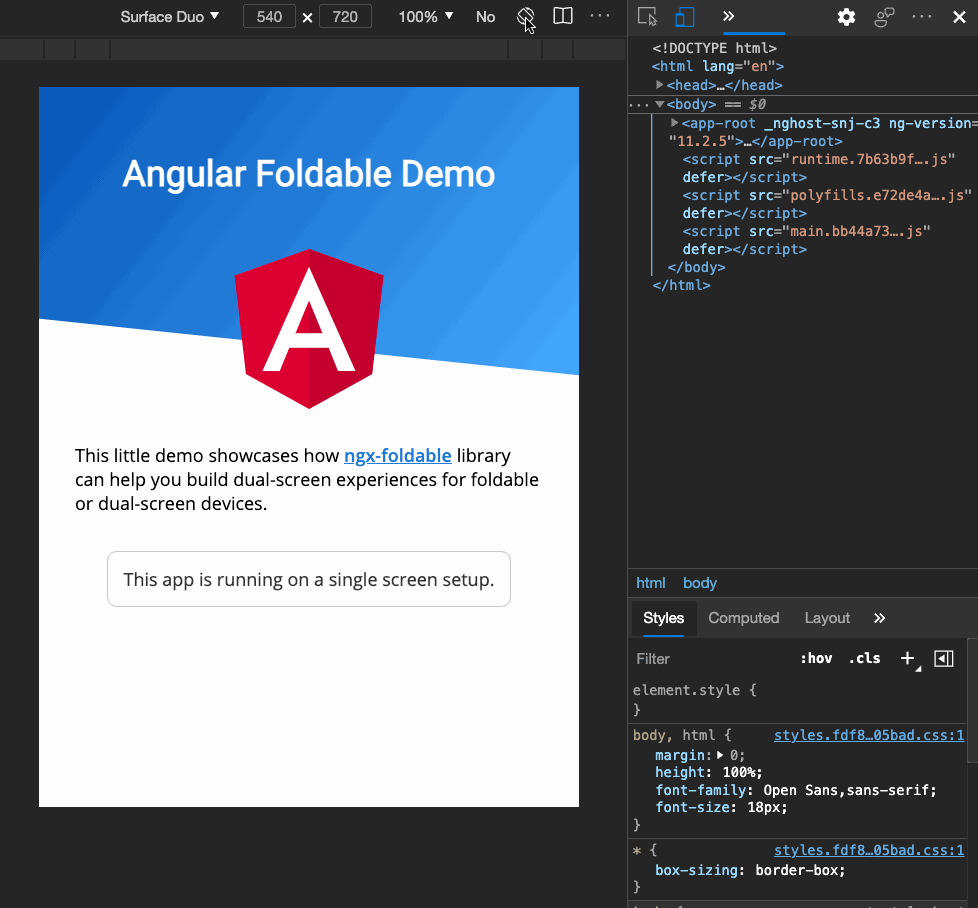 Surface Duo 540 × 720 100% No ···
Angular Foldable Demo
A
This little demo showcases how ngx-foldable library
can help you build dual-screen experiences for foldable
or dual-screen devices.
This app is running on a single screen setup.
<!DOCTYPE html>
<html lang="en">
<head>…</head>
··· <body> == $0
<app-root _nghost-snj-c3 ng-version=
"11.2.5">…</app-root>
<script src="runtime.7b63b9f….js"
defer></script>
<script src="polyfills.e72de4a….js"
defer></script>
<script src="main.bb44a73….js"
defer></script>
</body>
</html>
html body
Styles Computed Layout
Filter :hov .cls +
element.style {
}
body, html { styles.fdf8…05bad.css:1
margin: 0;
height: 100%;
font-family: Open Sans,sans-serif;
font-size: 18px;
}
* { styles.fdf8…05bad.css:1
box-sizing: border-box;
}